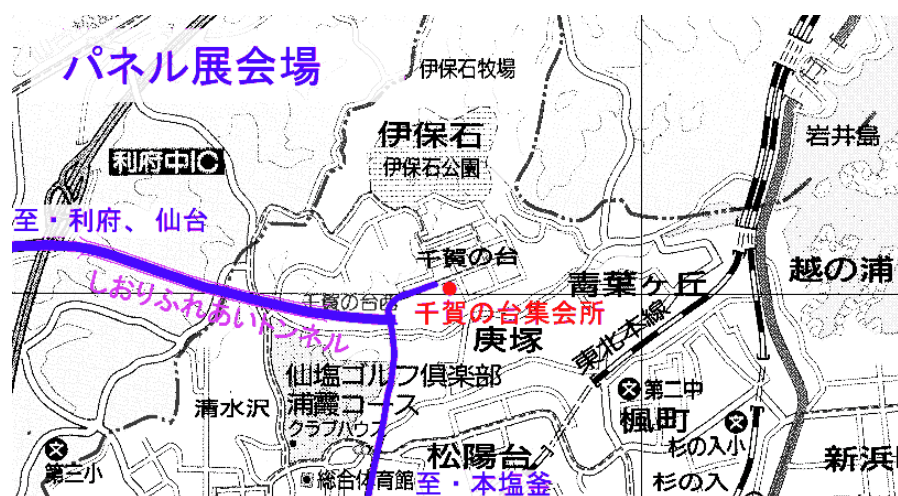 パネル展会場
伊保石牧場
伊保石
伊保石公園
岩井島
利府中IC
至・利府、仙台
千賀の台
青葉ヶ丘
越の浦
しおりふれあいトンネル
千賀の台西
千賀の台集会所
庚塚
東北本線
仙塩ゴルフ倶楽部
浦霞コース
クラブハウス
清水沢
第二中
楓町
杉の入小
松陽台
新浜
第三小
総合体育館
至・本塩釜
杉の入